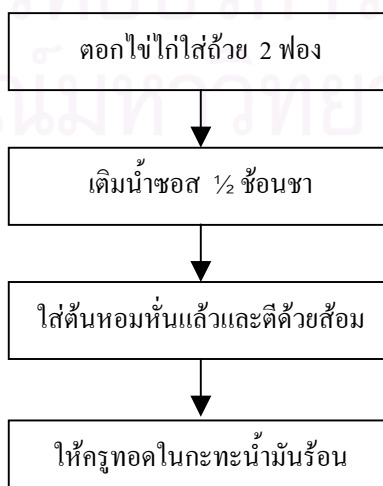 ตอกไข่ไก่ใส่ถ้วย 2 ฟอง
เติมน้ำซอส ½ ช้อนชา
ใส่ต้นหอมหั่นแล้วและตีด้วยส้อม
ให้ครูทอดในกะทะน้ำมันร้อน